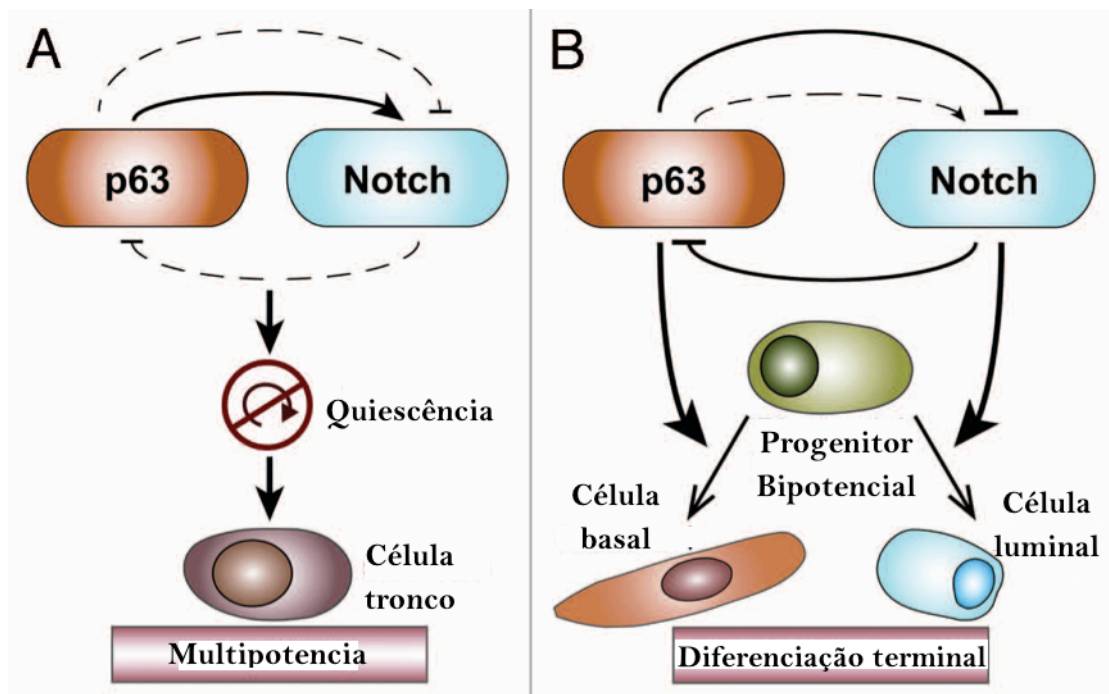 A
p63
Notch
Quiescência
Célula
tronco
Multipotencia
B
p63
Notch
Progenitor
Bipotencial
Célula
basal
Célula
luminal
Diferenciação terminal